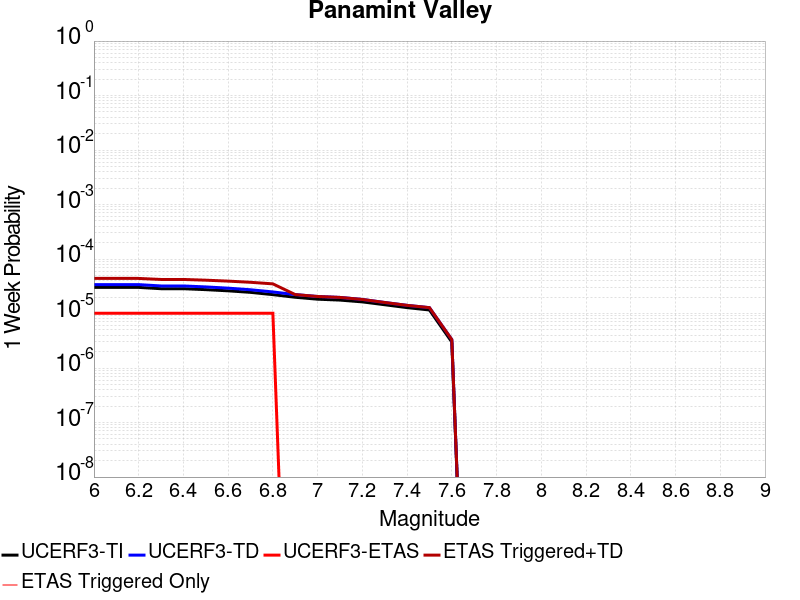 Panamint Valley
1 Week Probability
10^0
10^-1
10^-2
10^-3
10^-4
10^-5
10^-6
10^-7
10^-8
6 6.2 6.4 6.6 6.8 7 7.2 7.4 7.6 7.8 8 8.2 8.4 8.6 8.8 9
Magnitude
UCERF3-TI UCERF3-TD UCERF3-ETAS ETAS Triggered+TD
ETAS Triggered Only